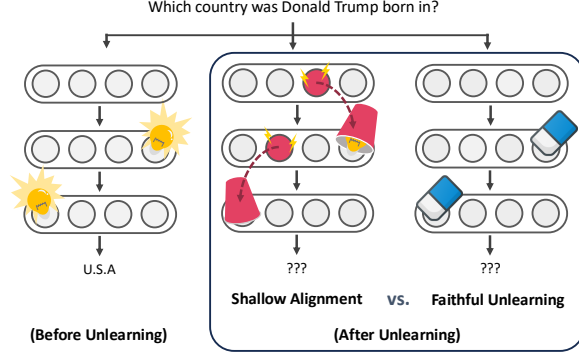 Which country was Donald Trump born in?
U.S.A
???
???
Shallow Alignment vs. Faithful Unlearning
(Before Unlearning)
(After Unlearning)